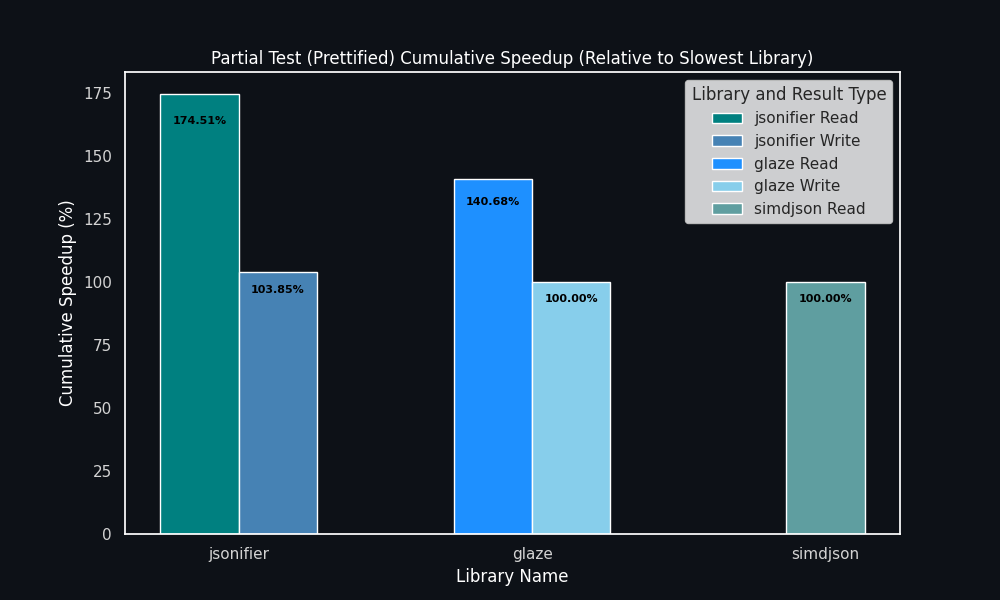 Partial Test (Prettified) Cumulative Speedup (Relative to Slowest Library)
Library and Result Type
jsonifier Read
jsonifier Write
glaze Read
glaze Write
simdjson Read
Cumulative Speedup (%)
175
150
125
100
75
50
25
0
174.51%
103.85%
140.68%
100.00%
100.00%
jsonifier
glaze
simdjson
Library Name